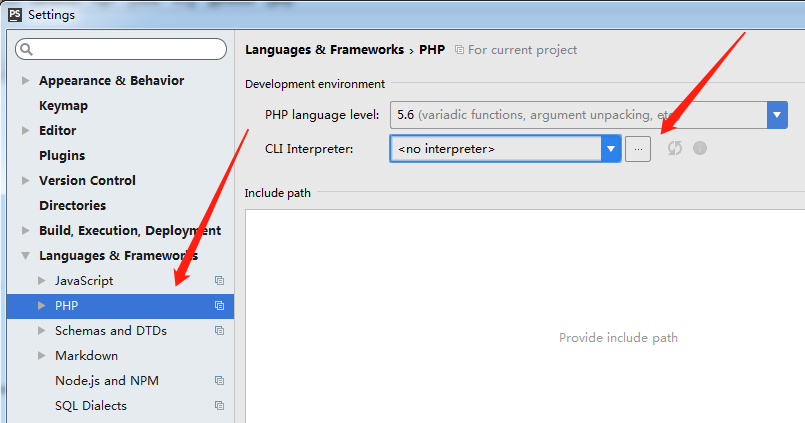 PS Settings
Languages & Frameworks › PHP For current project
Appearance & Behavior
Keymap
Editor
Plugins
Version Control
Directories
Build, Execution, Deployment
Languages & Frameworks
JavaScript
PHP
Schemas and DTDs
Markdown
Node.js and NPM
SQL Dialects
Development environment
PHP language level: 5.6 (variadic functions, argument unpacking,
CLI Interpreter: <no interpreter> ...
Include path
Provide include path